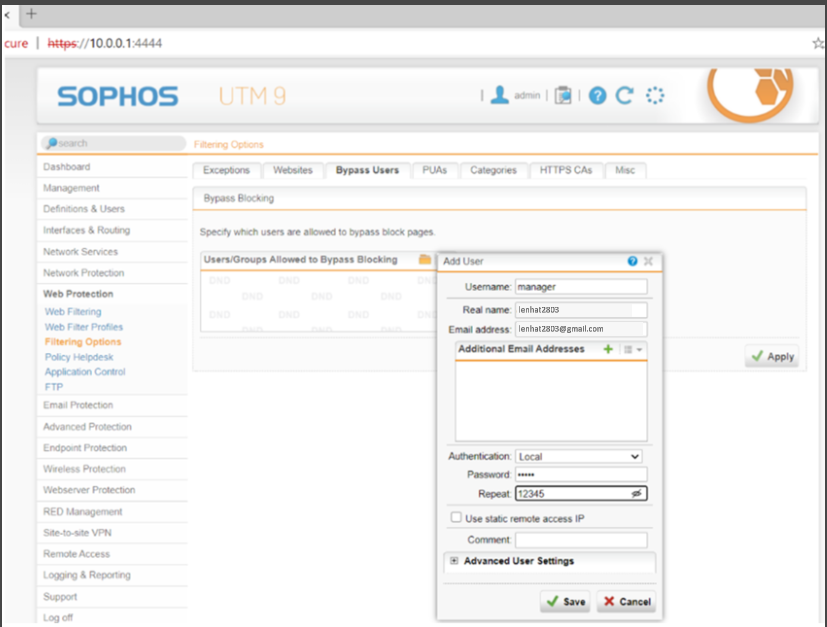 cure | https://10.0.0.1:4444
SOPHOS UTM 9
| admin | |
search
Dashboard
Management
Definitions & Users
Interfaces & Routing
Network Services
Network Protection
Web Protection
Web Filtering
Web Filter Profiles
Filtering Options
Policy Helpdesk
Application Control
FTP
Email Protection
Advanced Protection
Endpoint Protection
Wireless Protection
Webserver Protection
RED Management
Site-to-site VPN
Remote Access
Logging & Reporting
Support
Log off
Filtering Options
Exceptions Websites Bypass Users PUAs Categories HTTPS CAs Misc
Bypass Blocking
Specify which users are allowed to bypass block pages.
Users/Groups Allowed to Bypass Blocking
DND DND DND DND
DND DND DND
DND DND DND DND
DND DND DND
Apply
Add User
Username: manager
Real name: lenhat2803
Email address: lenhat2803@gmail.com
Additional Email Addresses
Authentication: Local
Password: •••••
Repeat: 12345
Use static remote access IP
Comment:
Advanced User Settings
Save Cancel